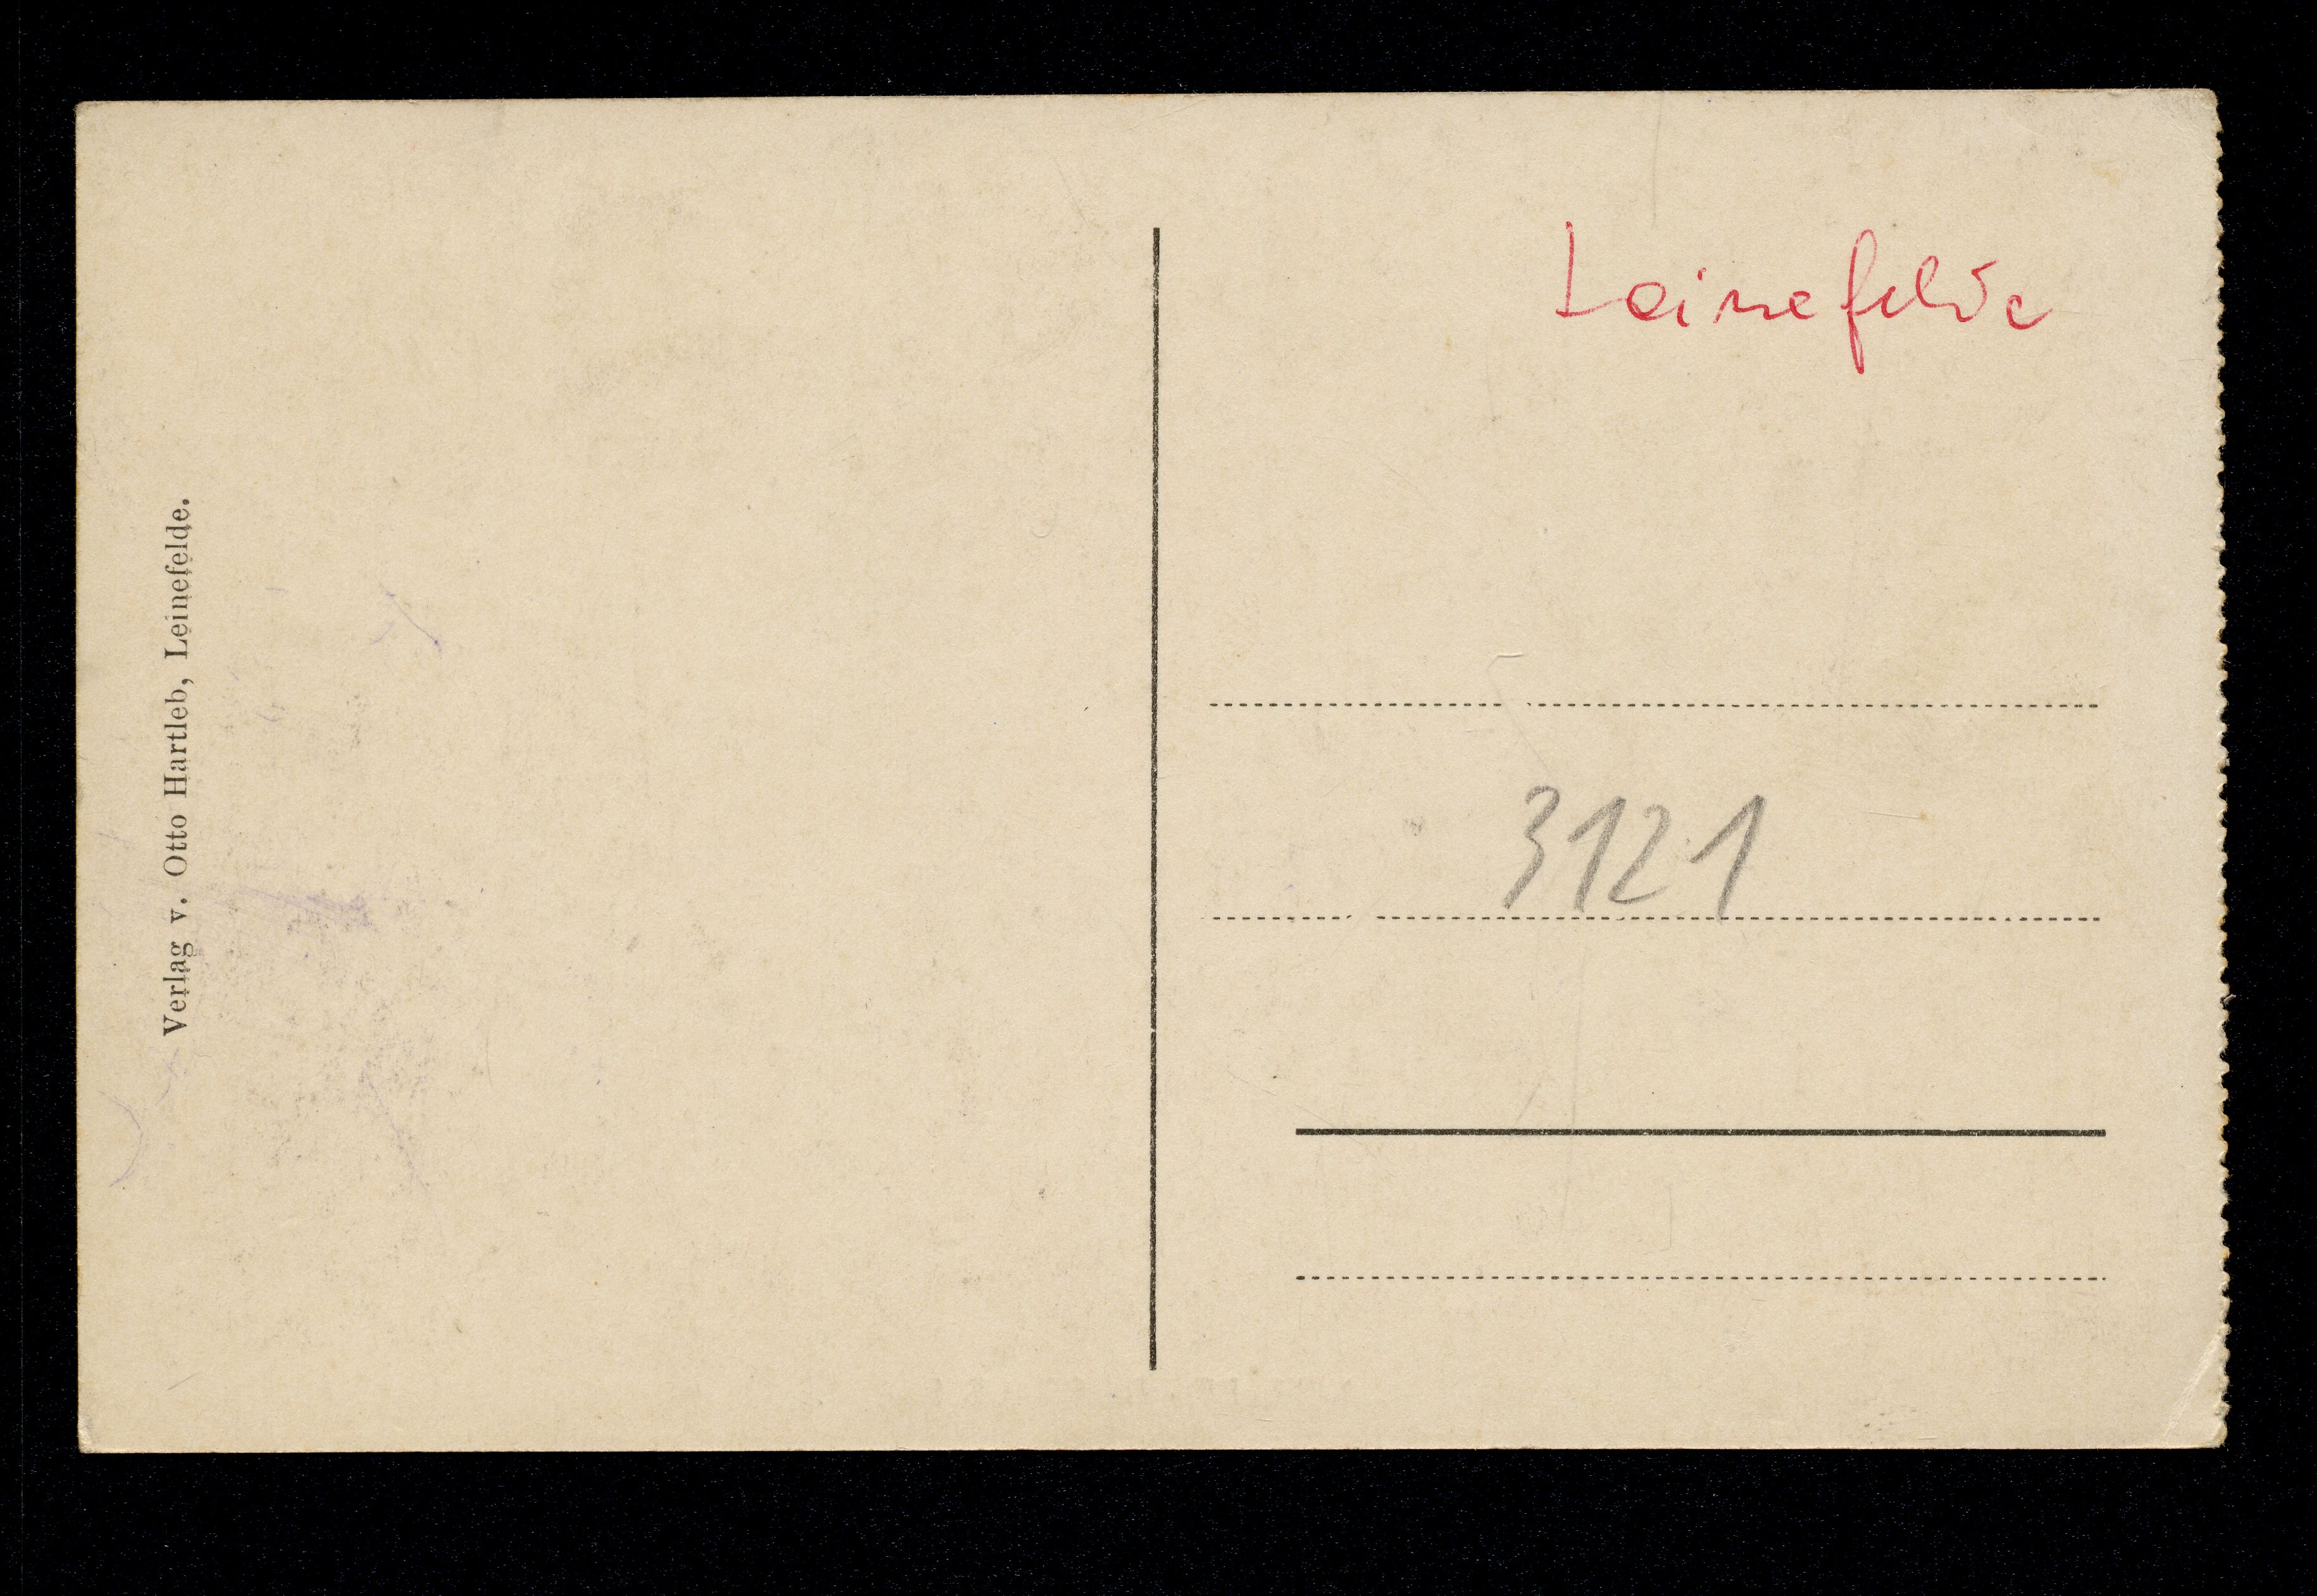 Verlag v. Otto Hartleb, Leinefelde.
Leinefelde
3121